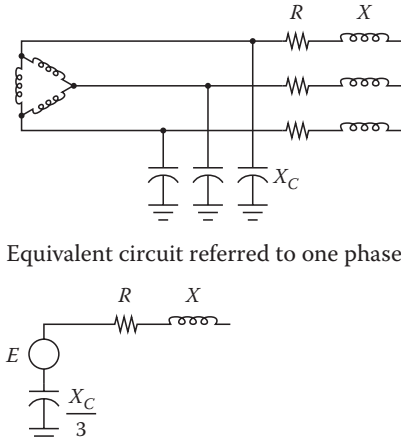 R X
X_C
Equivalent circuit referred to one phase
R X
E
X_C
3